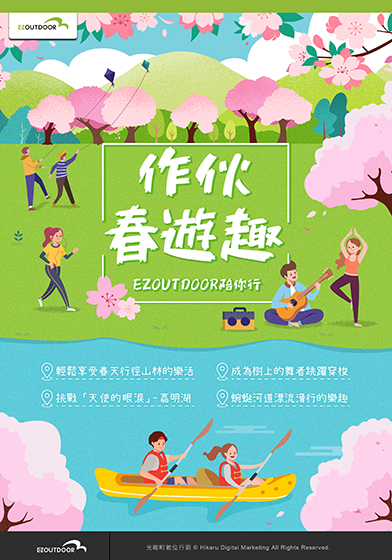 EZOUTDOOR
作伙
春遊趣
EZOUTDOOR陪你行
輕鬆享受春天行徑山林的樂活
成為樹上的舞者跳躍穿梭
挑戰「天使的眼淚」-嘉明湖
蜿蜒河道漂流滑行的樂趣
EZOUTDOOR
光畷町數位行銷 © Hikaru Digital Marketing All Rights Reserved.